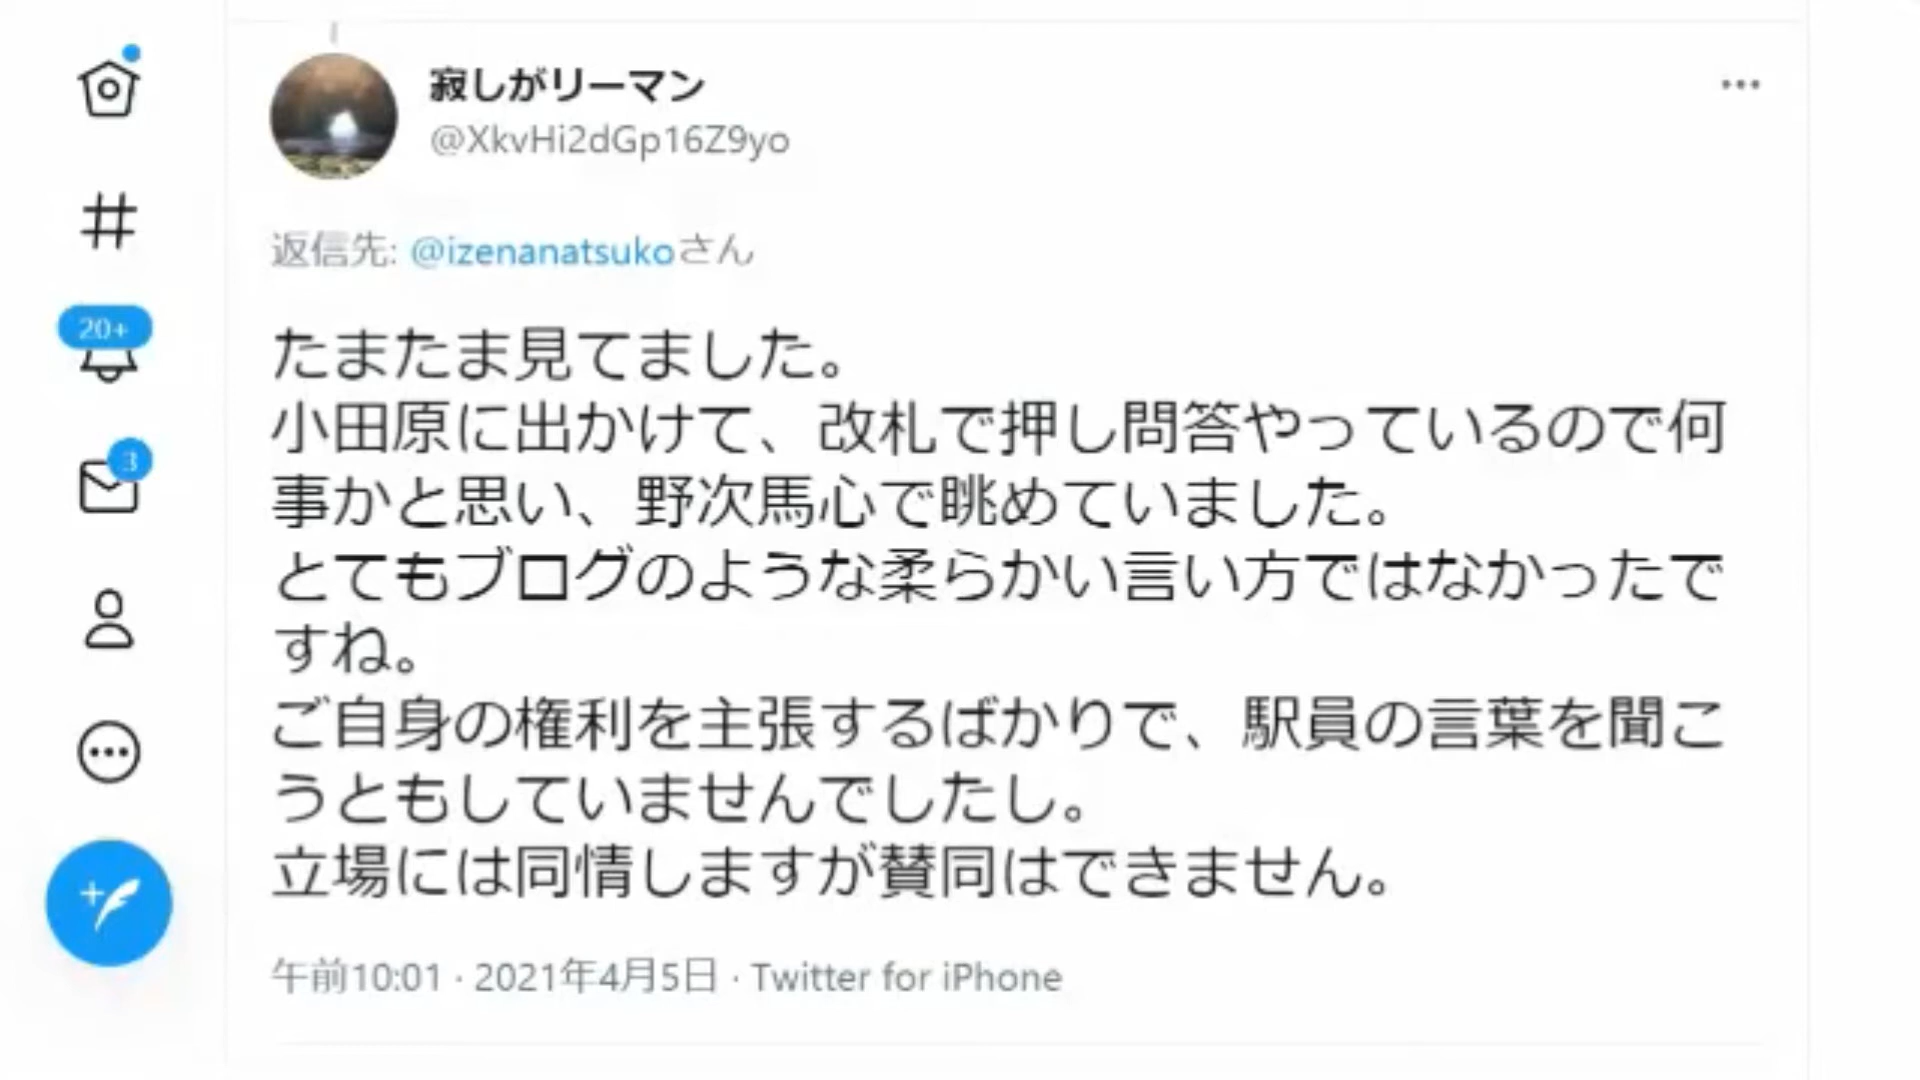 寂しがリーマン
@XkvHi2dGp16Z9yo
返信先: @izenanatsukoさん
20+
3
たまたま見てました。
小田原に出かけて、改札で押し問答やっているので何
事かと思い、野次馬心で眺めていました。
とてもブログのような柔らかい言い方ではなかったで
すね。
ご自身の権利を主張するばかりで、駅員の言葉を聞こ
うともしていませんでしたし。
立場には同情しますが賛同はできません。
午前10:01 · 2021年4月5日 · Twitter for iPhone